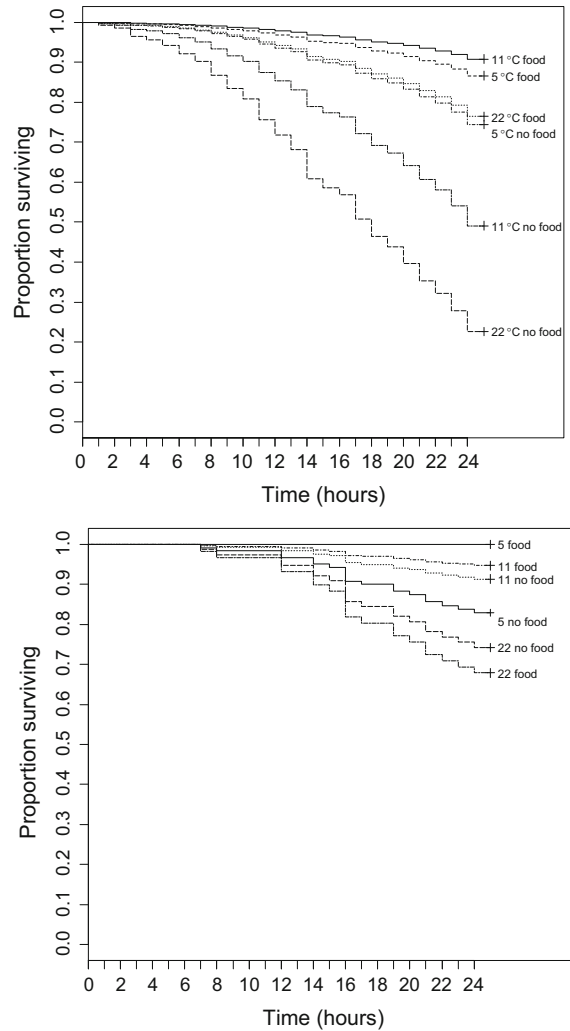 Proportion surviving
1.0
0.9
0.8
0.7
0.6
0.5
0.4
0.3
0.2
0.1
0.0
11 °C food
5 °C food
22 °C food
5 °C no food
11 °C no food
22 °C no food
0 2 4 6 8 10 12 14 16 18 20 22 24
Time (hours)
Proportion surviving
1.0
0.9
0.8
0.7
0.6
0.5
0.4
0.3
0.2
0.1
0.0
5 food
11 food
11 no food
5 no food
22 no food
22 food
0 2 4 6 8 10 12 14 16 18 20 22 24
Time (hours)